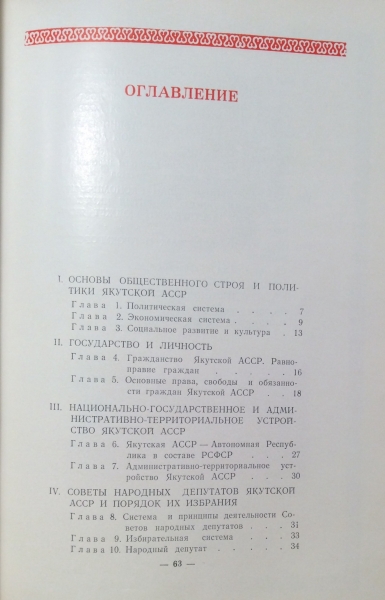 ОГЛАВЛЕНИЕ
I. ОСНОВЫ ОБЩЕСТВЕННОГО СТРОЯ И ПОЛИ-
ТИКИ ЯКУТСКОЙ АССР
Глава 1. Политическая система . . . . 7
Глава 2. Экономическая система . . . . 9
Глава 3. Социальное развитие и культура . 13
II. ГОСУДАРСТВО И ЛИЧНОСТЬ
Глава 4. Гражданство Якутской АССР. Равно-
правие граждан . . . . . . 16
Глава 5. Основные права, свободы и обязанно-
сти граждан Якутской АССР . . . 18
III. НАЦИОНАЛЬНО-ГОСУДАРСТВЕННОЕ И АДМИ-
НИСТРАТИВНО-ТЕРРИТОРИАЛЬНОЕ УСТРОЙ-
СТВО ЯКУТСКОЙ АССР
Глава 6. Якутская АССР — Автономная Респуб-
лика в составе РСФСР . . . . 27
Глава 7. Административно-территориальное уст-
ройство Якутской АССР . . . . 30
IV. СОВЕТЫ НАРОДНЫХ ДЕПУТАТОВ ЯКУТСКОЙ
АССР И ПОРЯДОК ИХ ИЗБРАНИЯ
Глава 8. Система и принципы деятельности Со-
ветов народных депутатов . . . 31
Глава 9. Избирательная система . . . 33
Глава 10. Народный депутат . . . . . 34
— 63 —